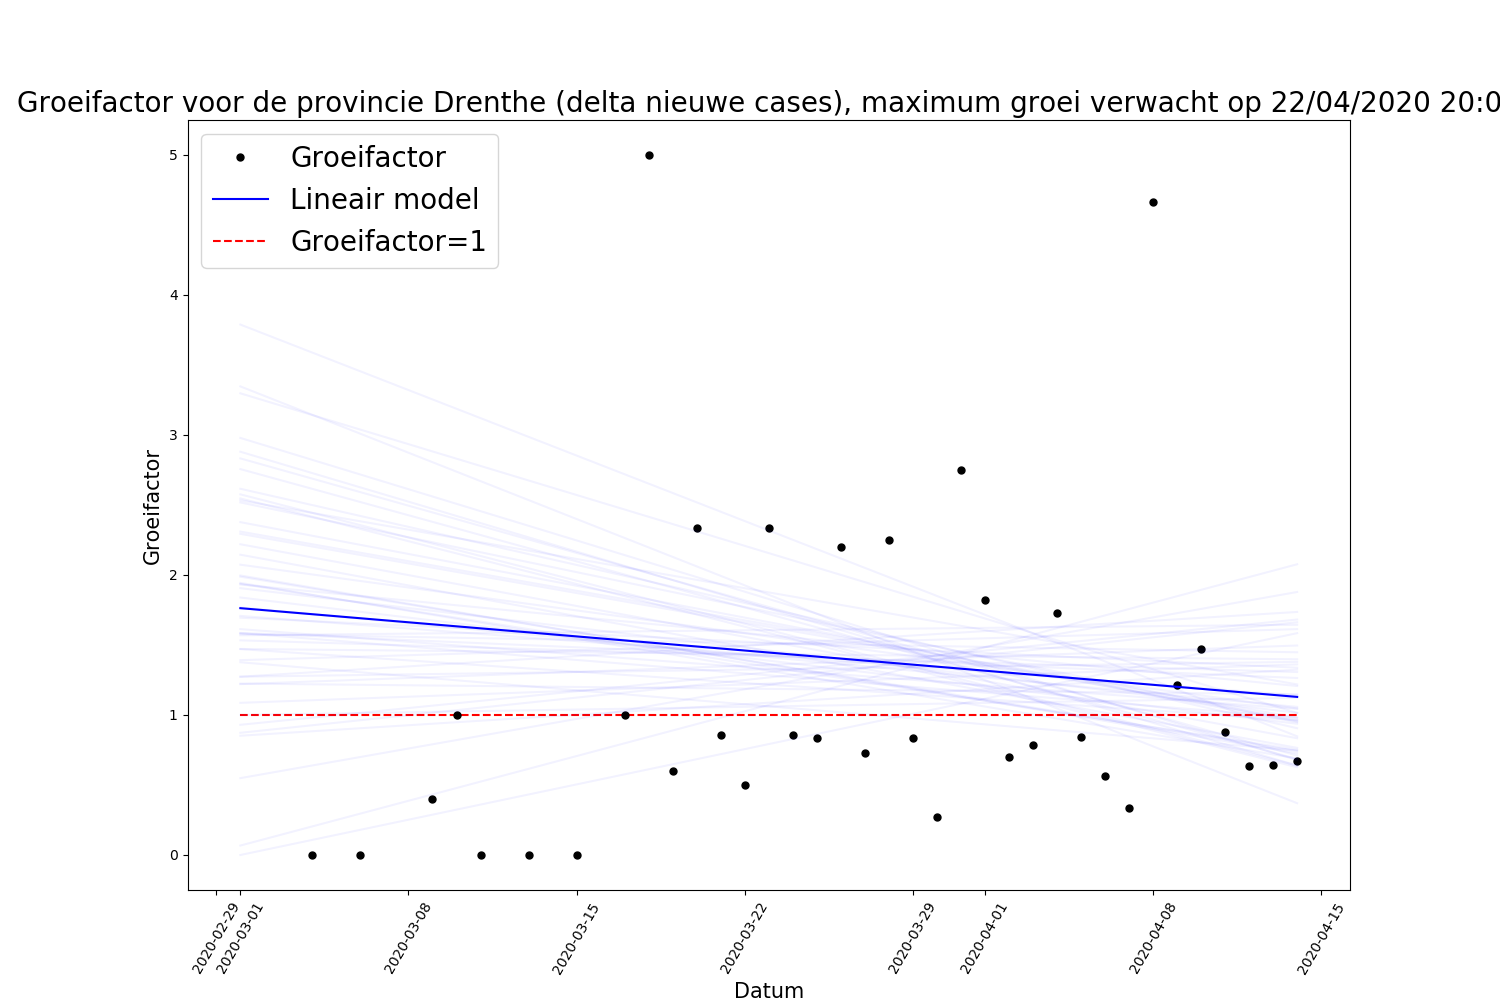 Groeifactor voor de provincie Drenthe (delta nieuwe cases), maximum groei verwacht op 22/04/2020 20:0
Groeifactor
Lineair model
Groeifactor=1
5
4
3
2
1
0
Groeifactor
2020-02-29
2020-03-01
2020-03-08
2020-03-15
2020-03-22
2020-03-29
2020-04-01
2020-04-08
2020-04-15
Datum